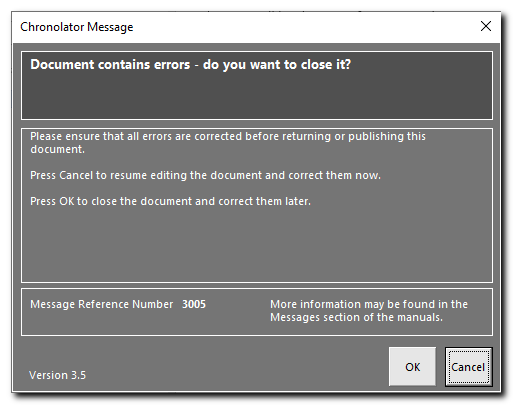 Chronolator Message
Document contains errors - do you want to close it?
Please ensure that all errors are corrected before returning or publishing this
document.
Press Cancel to resume editing the document and correct them now.
Press OK to close the document and correct them later.
Message Reference Number 3005
More information may be found in the
Messages section of the manuals.
Version 3.5
OK
Cancel